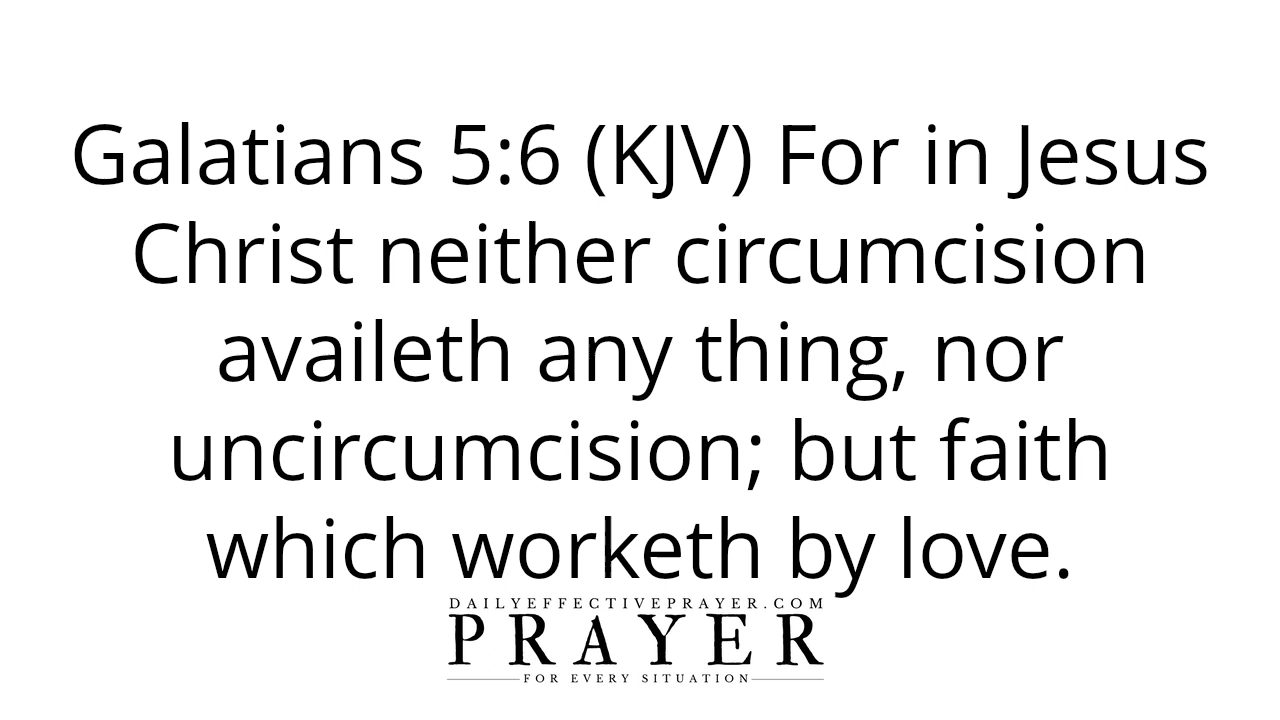 Galatians 5:6 (KJV) For in Jesus
Christ neither circumcision
availeth any thing, nor
uncircumcision; but faith
which worketh by love.
DAILYEFFECTIVEPRAYER.COM
PRAYER
FOR EVERY SITUATION